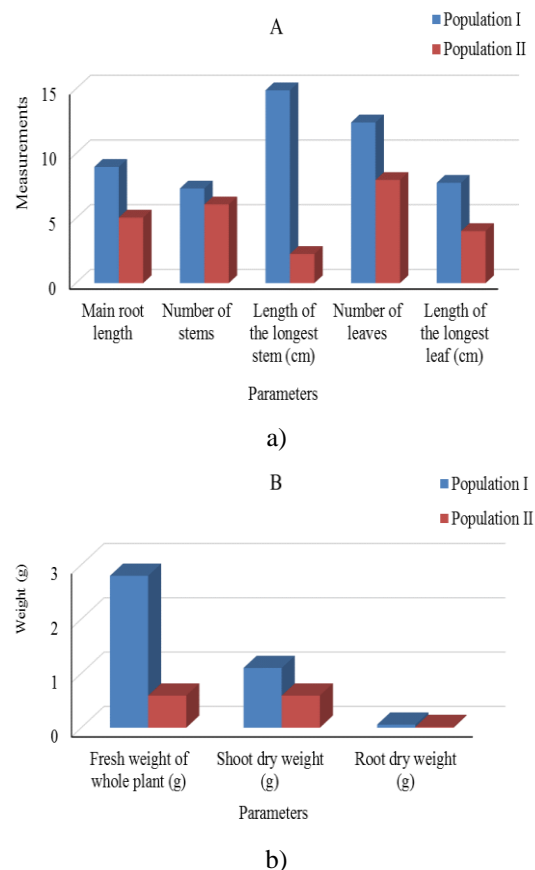 A
Population I
Population II
Measurements
15
10
5
0
Main root length
Number of stems
Length of the longest stem (cm)
Number of leaves
Length of the longest leaf (cm)
Parameters
a)
B
Population I
Population II
Weight (g)
3
2
1
0
Fresh weight of whole plant (g)
Shoot dry weight (g)
Root dry weight (g)
Parameters
b)